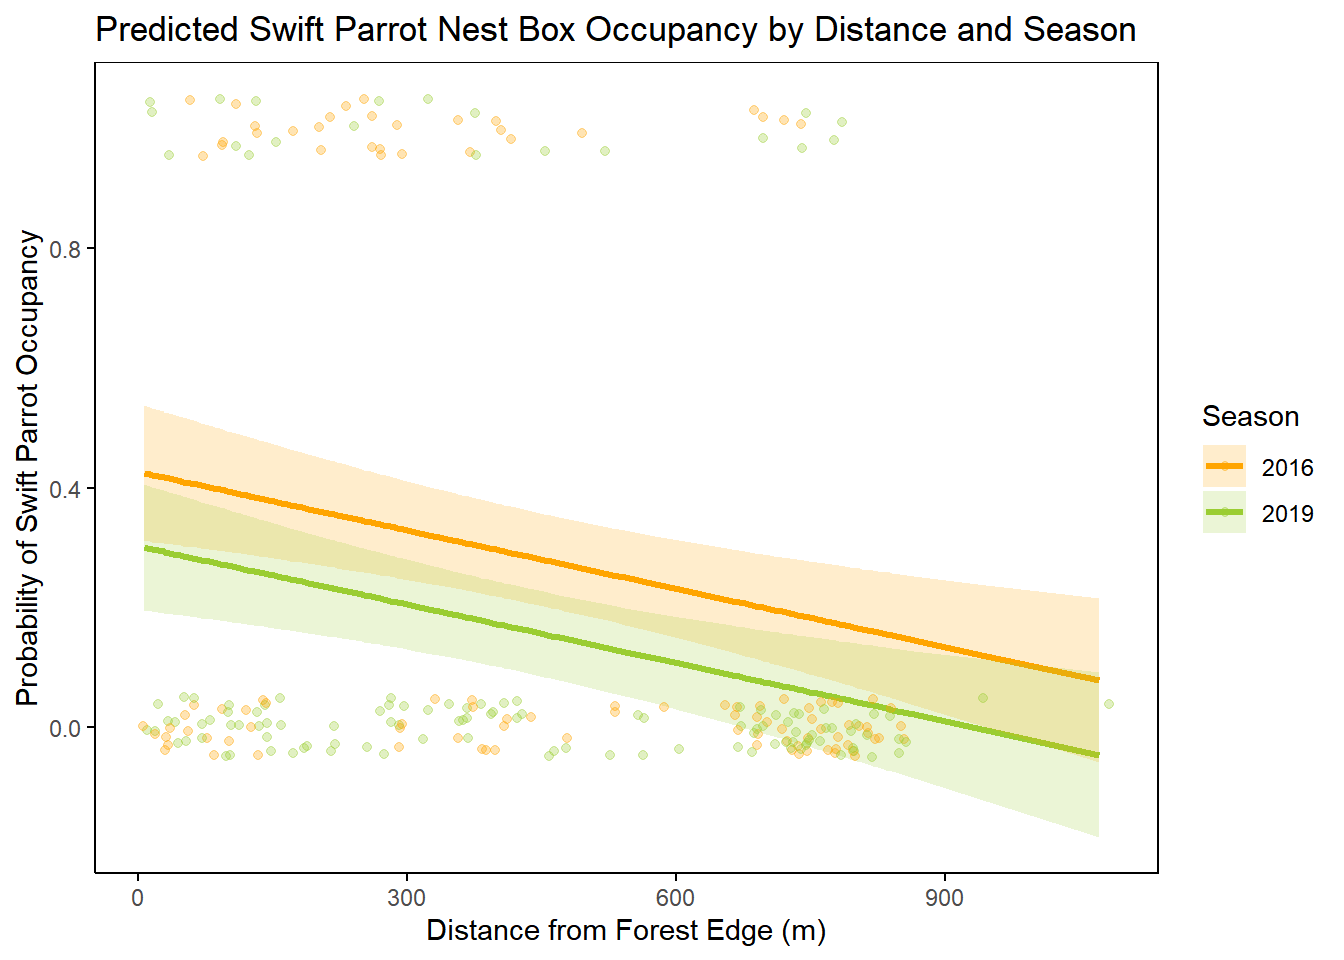 Predicted Swift Parrot Nest Box Occupancy by Distance and Season
Probability of Swift Parrot Occupancy
0.8
0.4
0.0
0
300
600
900
Distance from Forest Edge (m)
Season
2016
2019